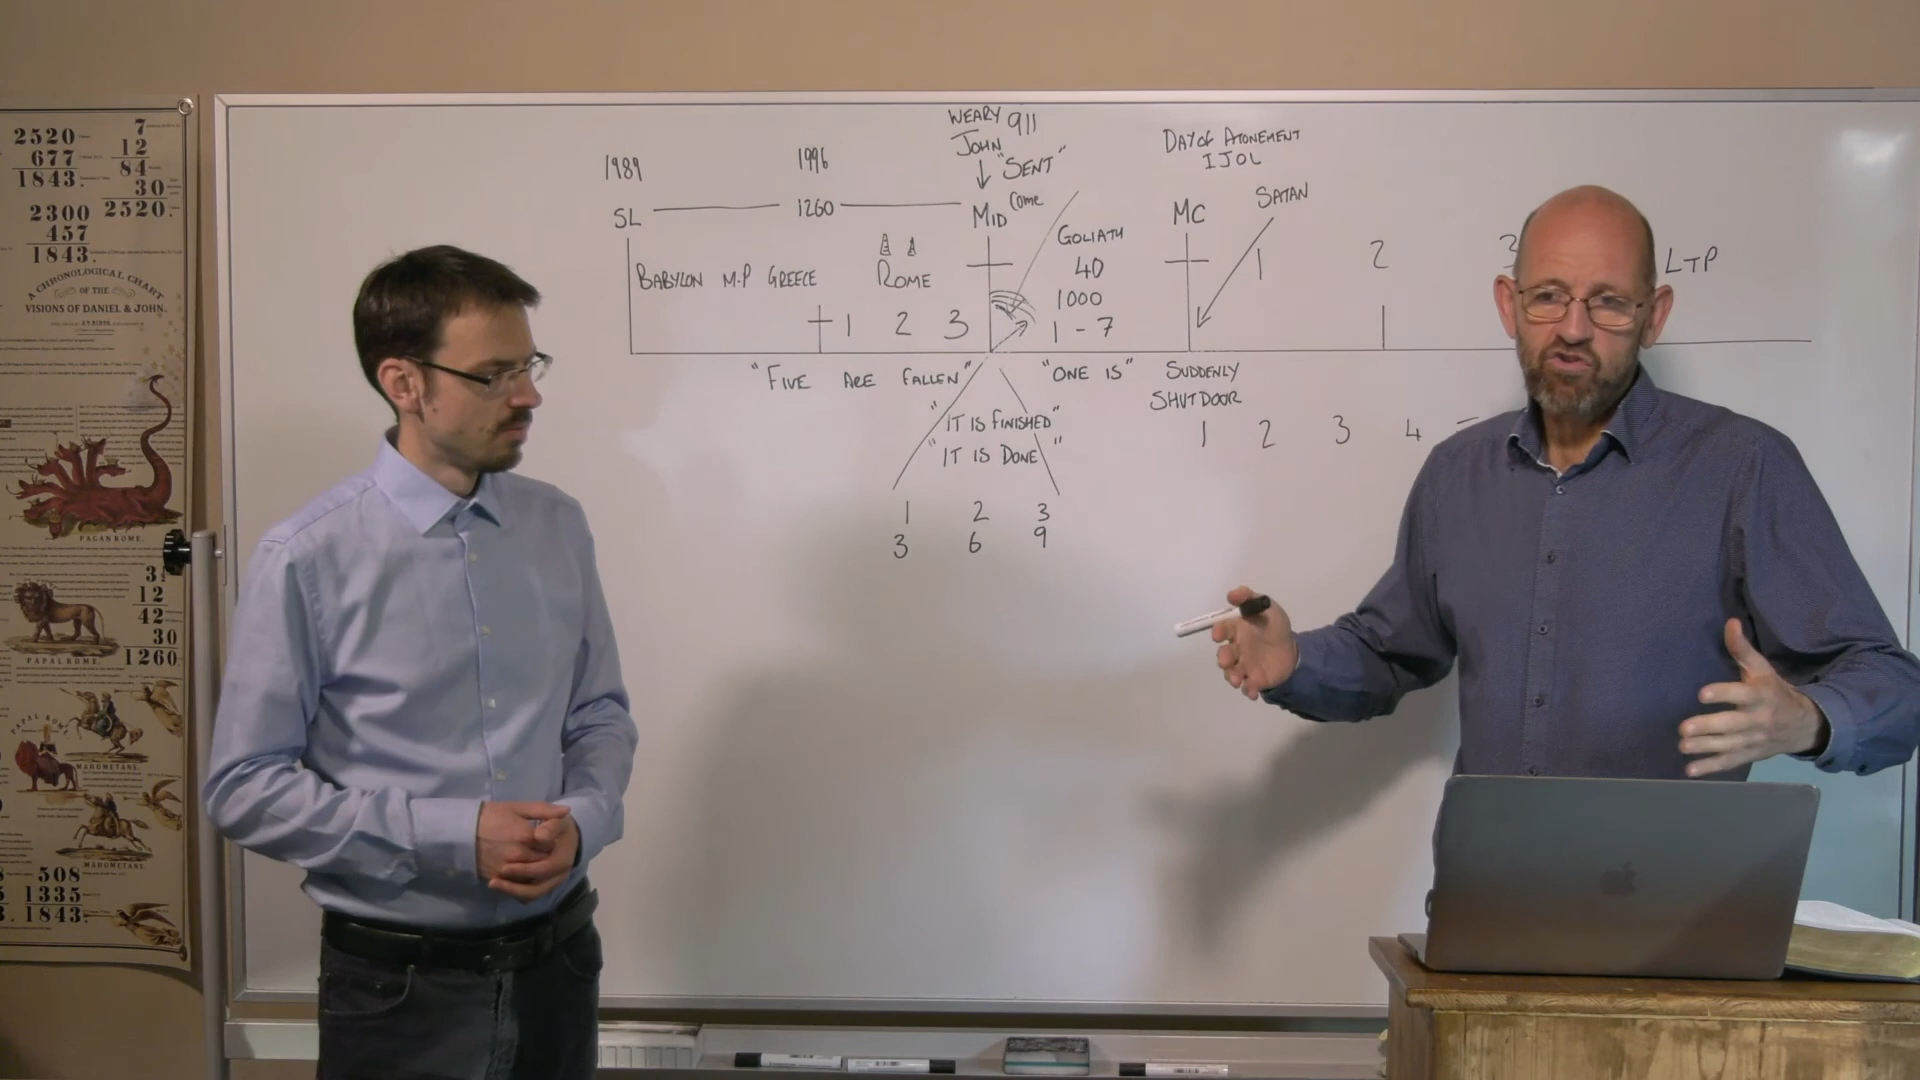 2520
677
1843.
7
12
84
30
2520.
2300
457
1843.
A CHRONOLOGICAL CHART
OF THE
VISIONS OF DANIEL & JOHN.
PAGAN ROME.
12
42
30
1260
PAPAL ROME.
PAPAL ROME
MAHOMETANS.
MAHOMETANS.
508
1335
1843.
WEARY 911
JOHN
"SENT"
DAY OF ATONEMENT
IJOL
1989
1996
SL
1260
MID
COME
MC
SATAN
GOLIATH
BABYLON M.P GREECE
ROME
40
1 2 3
LTP
1000
1 2 3
1 - 7
"FIVE ARE FALLEN"
"ONE IS"
SUDDENLY
SHUT DOOR
"IT IS FINISHED"
"IT IS DONE"
1 2 3 4
1 2 3
3 6 9